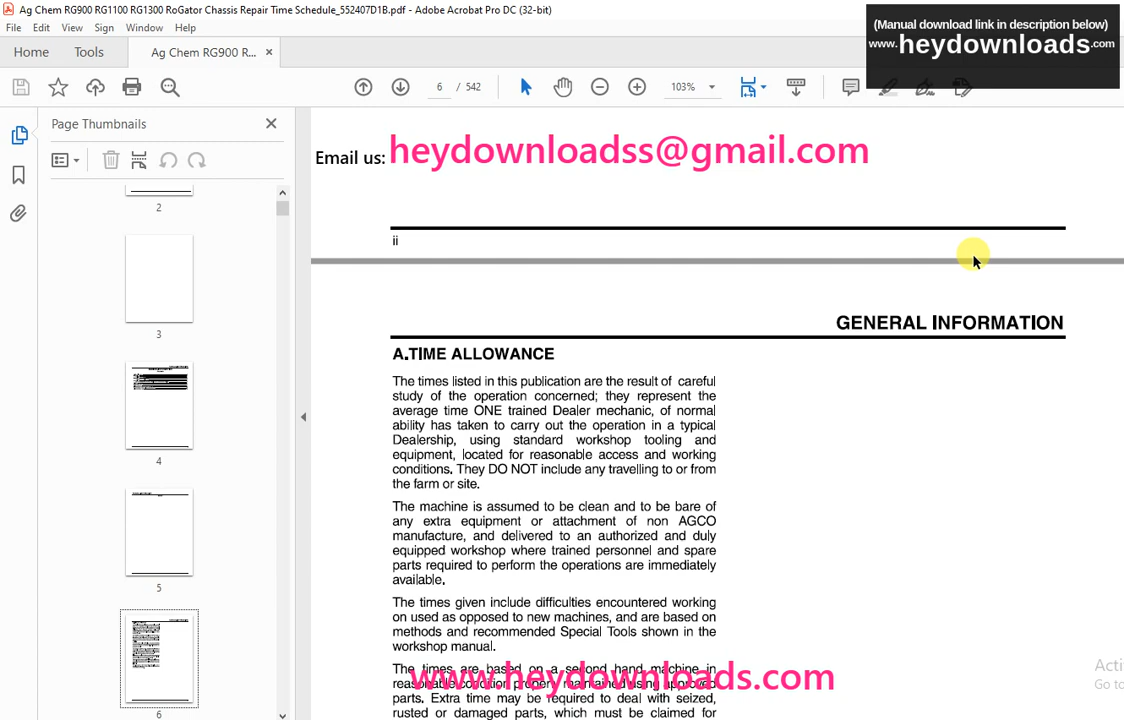 Ag Chem RG900 RG1100 RG1300 RoGator Chassis Repair Time Schedule_552407D1B.pdf - Adobe Acrobat Pro DC (32-bit)
File Edit View Sign Window Help
(Manual download link in description below)
www.heydownloads.com
Home Tools Ag Chem RG900 R... ×
6 / 542 103%
Page Thumbnails
Email us: heydownloadss@gmail.com
2
3
4
5
6
ii
GENERAL INFORMATION
A.TIME ALLOWANCE
The times listed in this publication are the result of careful
study of the operation concerned; they represent the
average time ONE trained Dealer mechanic, of normal
ability has taken to carry out the operation in a typical
Dealership, using standard workshop tooling and
equipment, located for reasonable access and working
conditions. They DO NOT include any travelling to or from
the farm or site.
The machine is assumed to be clean and to be bare of
any extra equipment or attachment of non AGCO
manufacture, and delivered to an authorized and duly
equipped workshop where trained personnel and spare
parts required to perform the operations are immediately
available.
The times given include difficulties encountered working
on used as opposed to new machines, and are based on
methods and recommended Special Tools shown in the
workshop manual.
The times are based on a second hand machine in
reasonable condition propery maintained using approved
parts. Extra time may be required to deal with seized,
rusted or damaged parts, which must be claimed for
www.heydownloads.com
Acti
Go to